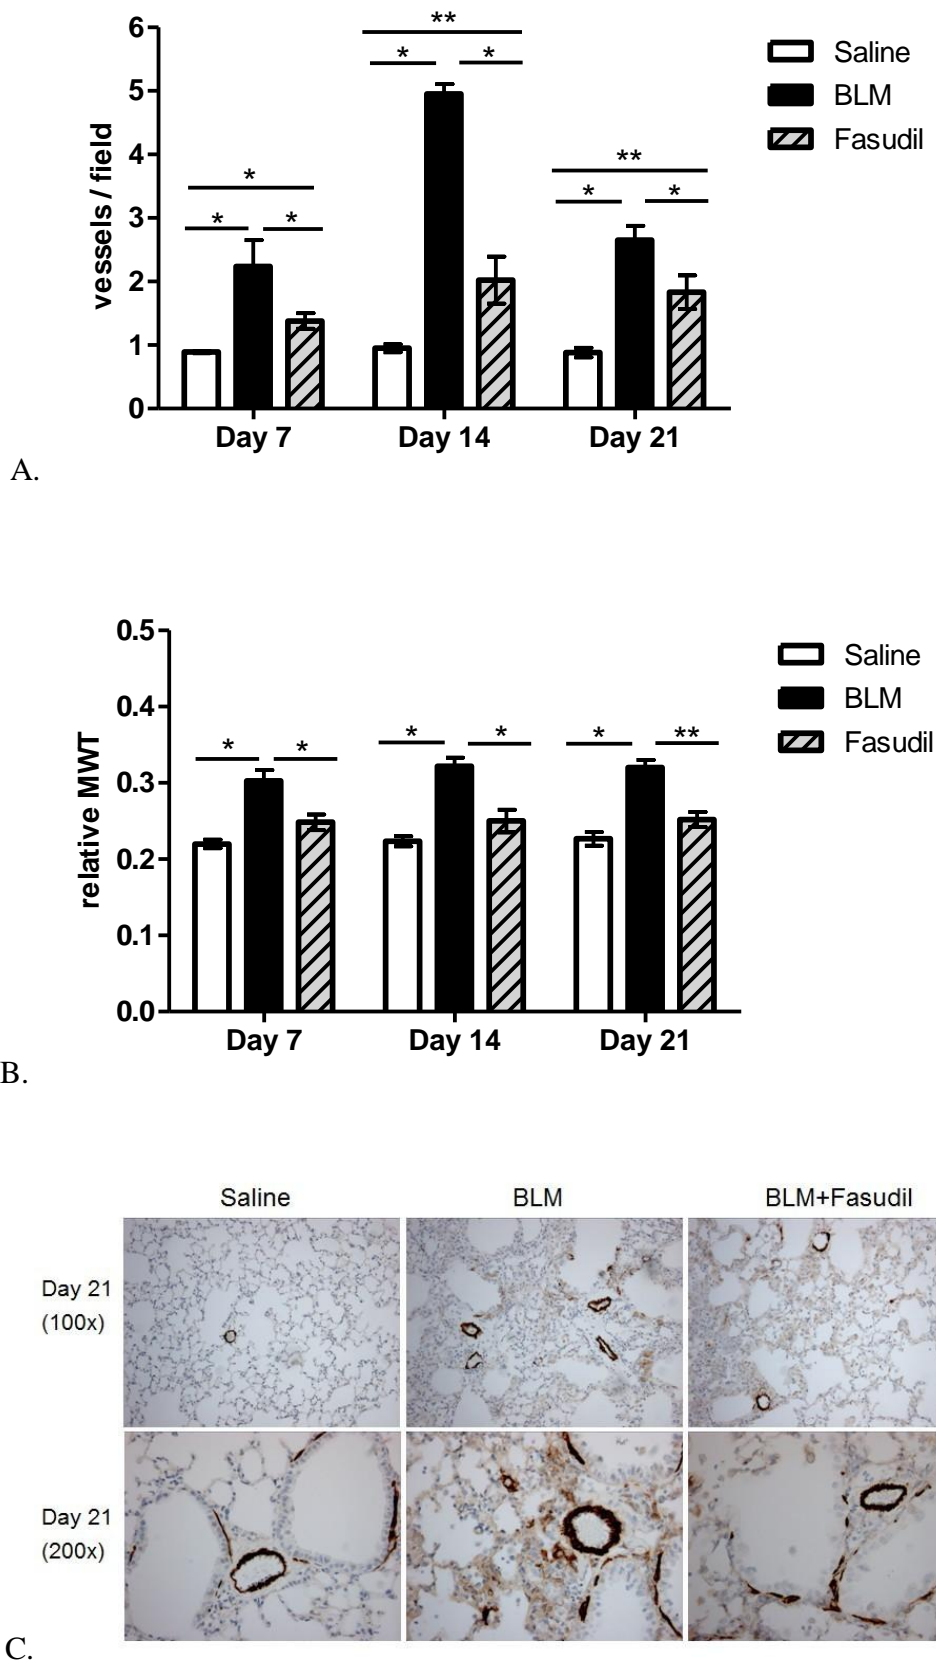 6
5
4
3
2
1
0
vessels / field
**
*
*
*
*
*
**
*
*
Saline
BLM
Fasudil
Day 7
Day 14
Day 21
A.
0.5
0.4
0.3
0.2
0.1
0.0
relative MWT
*
*
*
*
*
**
Saline
BLM
Fasudil
Day 7
Day 14
Day 21
B.
Saline
BLM
BLM+Fasudil
Day 21
(100x)
Day 21
(200x)
C.